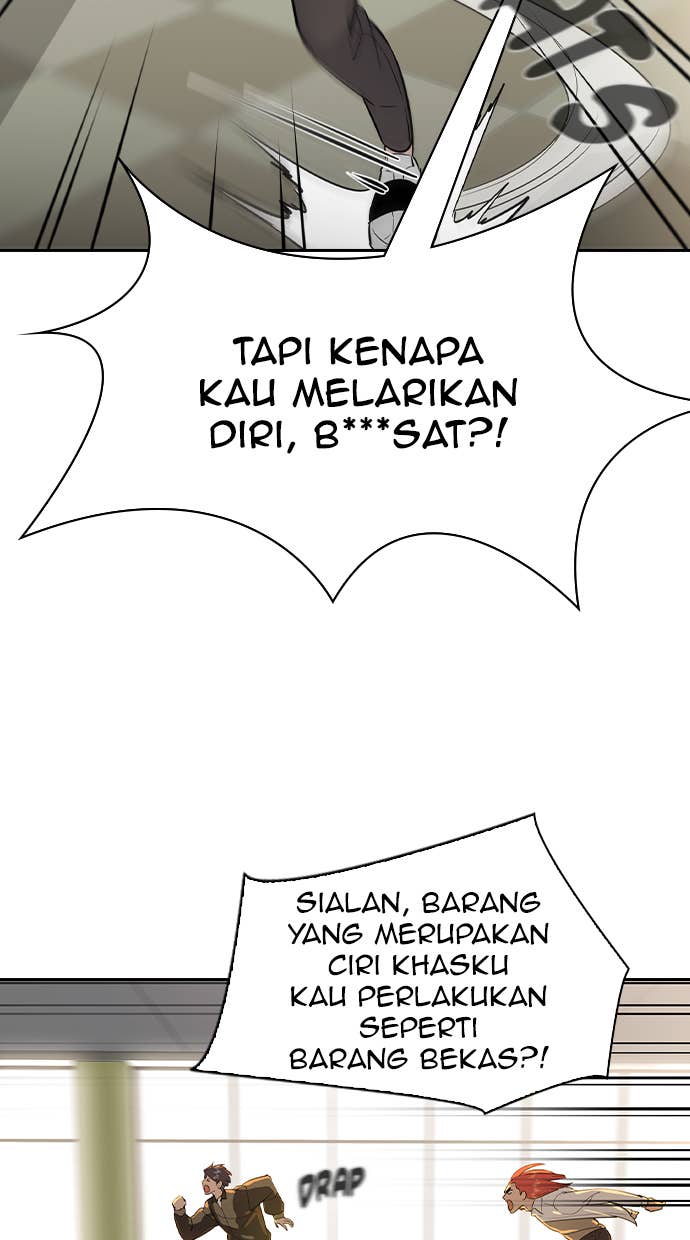 TAPI KENAPA
KAU MELARIKAN
DIRI, B***SAT?!
SIALAN, BARANG
YANG MERUPAKAN
CIRI KHASKU
KAU PERLAKUKAN
SEPERTI
BARANG BEKAS?!
DRAP